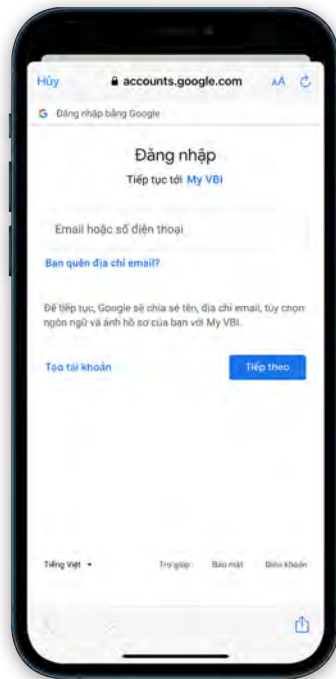 Hủy accounts.google.com AA
Đăng nhập bằng Google
Đăng nhập
Tiếp tục tới My VBI
Email hoặc số điện thoại
Bạn quên địa chỉ email?
Để tiếp tục, Google sẽ chia sẻ tên, địa chỉ email, tùy chọn
ngôn ngữ và ảnh hồ sơ của bạn với My VBI.
Tạo tài khoản Tiếp theo
Tiếng Việt Trợ giúp Bảo mật Điều khoản